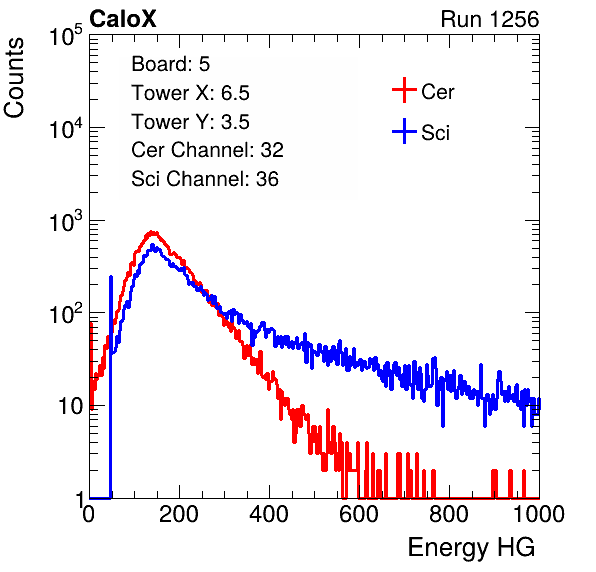 CaloX Run 1256
Counts
Board: 5
Tower X: 6.5
Tower Y: 3.5
Cer Channel: 32
Sci Channel: 36
Cer
Sci
10^5
10^4
10^3
10^2
10
1
0 200 400 600 800 1000
Energy HG